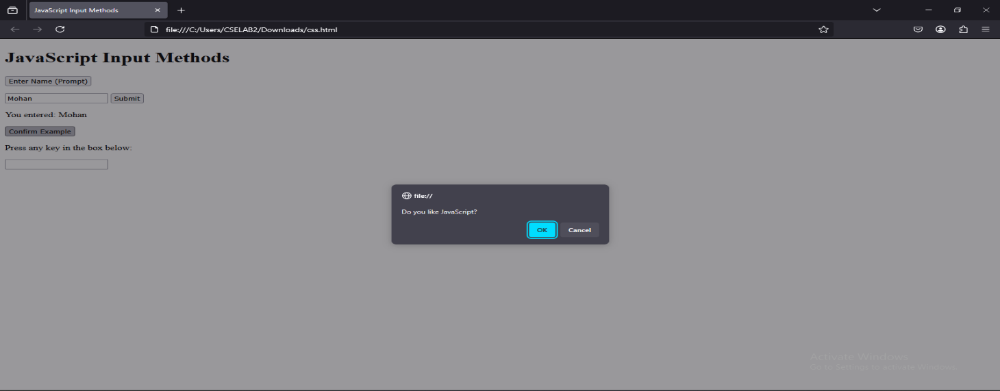 JavaScript Input Methods
file:///C:/Users/CSELAB2/Downloads/css.html
JavaScript Input Methods
Enter Name (Prompt)
Mohan Submit
You entered: Mohan
Confirm Example
Press any key in the box below:
file://
Do you like JavaScript?
OK Cancel
Activate Windows
Go to Settings to activate Windows.